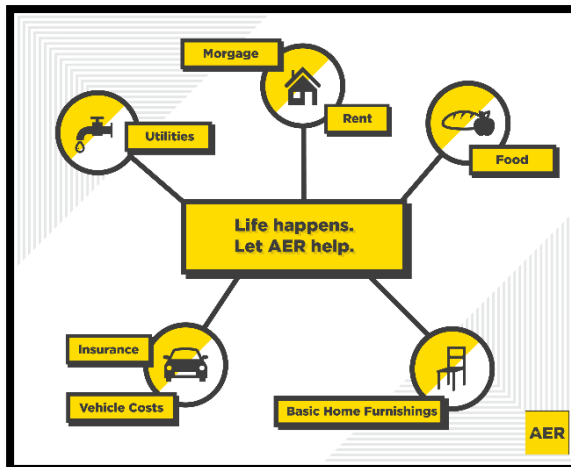 Morgage
Rent
Utilities
Food
Life happens.
Let AER help.
Insurance
Vehicle Costs
Basic Home Furnishings
AER